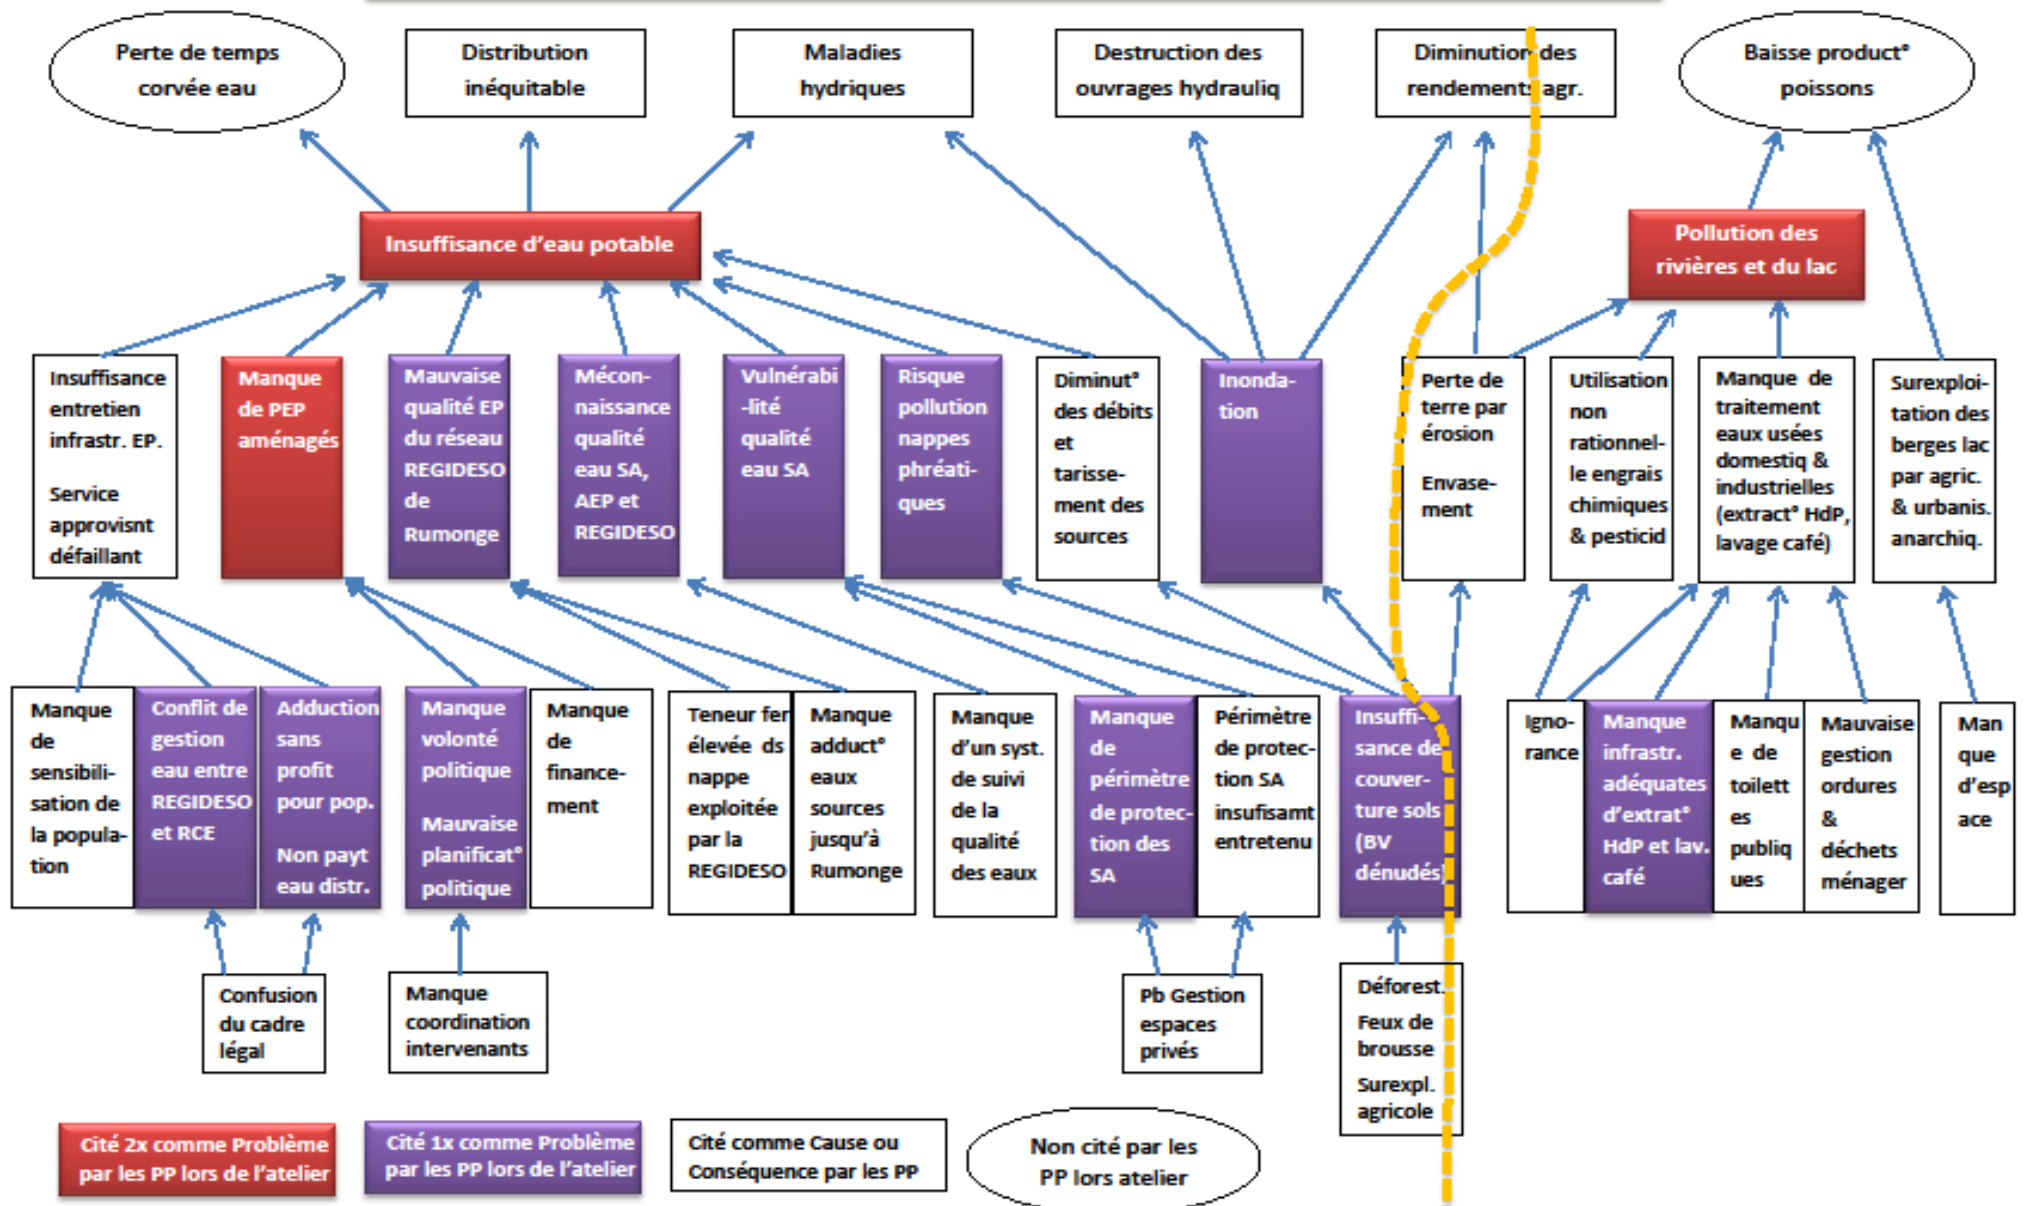 Perte de temps
corvée eau
Distribution
inéquitable
Maladies
hydriques
Destruction des
ouvrages hydrauliq
Diminution des
rendements agr.
Baisse product°
poissons
Insuffisance d'eau potable
Pollution des
rivières et du lac
Insuffisance
entretien
infrastr. EP.
Service
approvisnt
défaillant
Manque
de PEP
aménagés
Mauvaise
qualité EP
du réseau
REGIDESO
de
Rumonge
Mécon-
naissance
qualité
eau SA,
AEP et
REGIDESO
Vulnérabi
-lité
qualité
eau SA
Risque
pollution
nappes
phréati-
ques
Diminut°
des débits
et
tarisse-
ment des
sources
Inonda-
tion
Perte de
terre par
érosion
Envase-
ment
Utilisation
non
rationnel-
le engrais
chimiques
& pesticid
Manque de
traitement
eaux usées
domestiq &
industrielles
(extract° HdP,
lavage café)
Surexploi-
tation des
berges lac
par agric.
& urbanis.
anarchiq.
Manque
de
sensibili-
sation de
la popula-
tion
Conflit de
gestion
eau entre
REGIDESO
et RCE
Adduction
sans
profit
pour pop.
Non payt
eau distr.
Manque
volonté
politique
Mauvaise
planificat°
politique
Manque
de
finance-
ment
Teneur fer
élevée ds
nappe
exploitée
par la
REGIDESO
Manque
adduct°
eaux
sources
jusqu'à
Rumonge
Manque
d'un syst.
de suivi
de la
qualité
des eaux
Manque
de
périmètre
de protec-
tion des
SA
Périmètre
de protec-
tion SA
insufisamt
entretenu
Insuffi-
sance de
couver-
ture sols
(BV
dénudés)
Igno-
rance
Manque
infrastr.
adéquates
d'extrat°
HdP et lav.
café
Manqu
e de
toilett
es
publiq
ues
Mauvaise
gestion
ordures
&
déchets
ménager
Man
que
d'esp
ace
Confusion
du cadre
légal
Manque
coordination
intervenants
Pb Gestion
espaces
privés
Déforest.
Feux de
brousse
Surexpl.
agricole
Cité 2x comme Problème
par les PP lors de l'atelier
Cité 1x comme Problème
par les PP lors de l'atelier
Cité comme Cause ou
Conséquence par les PP
Non cité par les
PP lors atelier